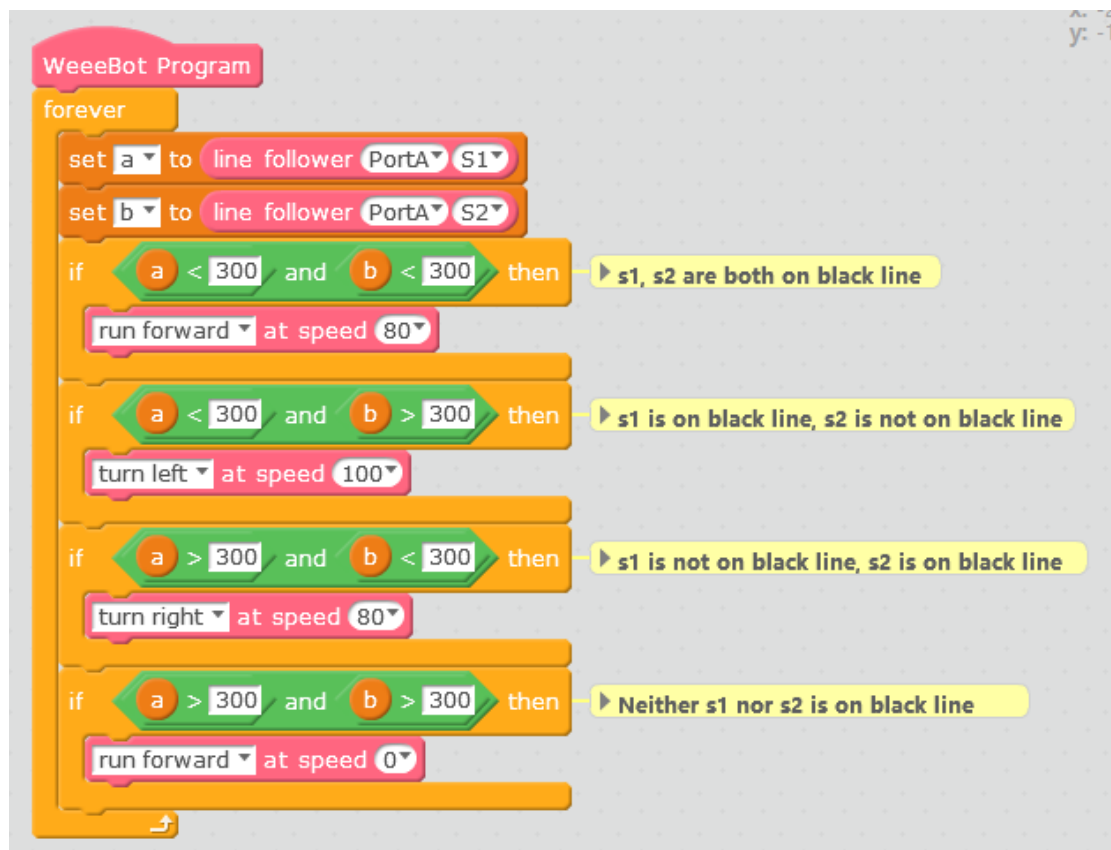 WeeeBot Program
forever
set a to line follower PortA S1
set b to line follower PortA S2
if a < 300 and b < 300 then
s1, s2 are both on black line
run forward at speed 80
if a < 300 and b > 300 then
s1 is on black line, s2 is not on black line
turn left at speed 100
if a > 300 and b < 300 then
s1 is not on black line, s2 is on black line
turn right at speed 80
if a > 300 and b > 300 then
Neither s1 nor s2 is on black line
run forward at speed 0